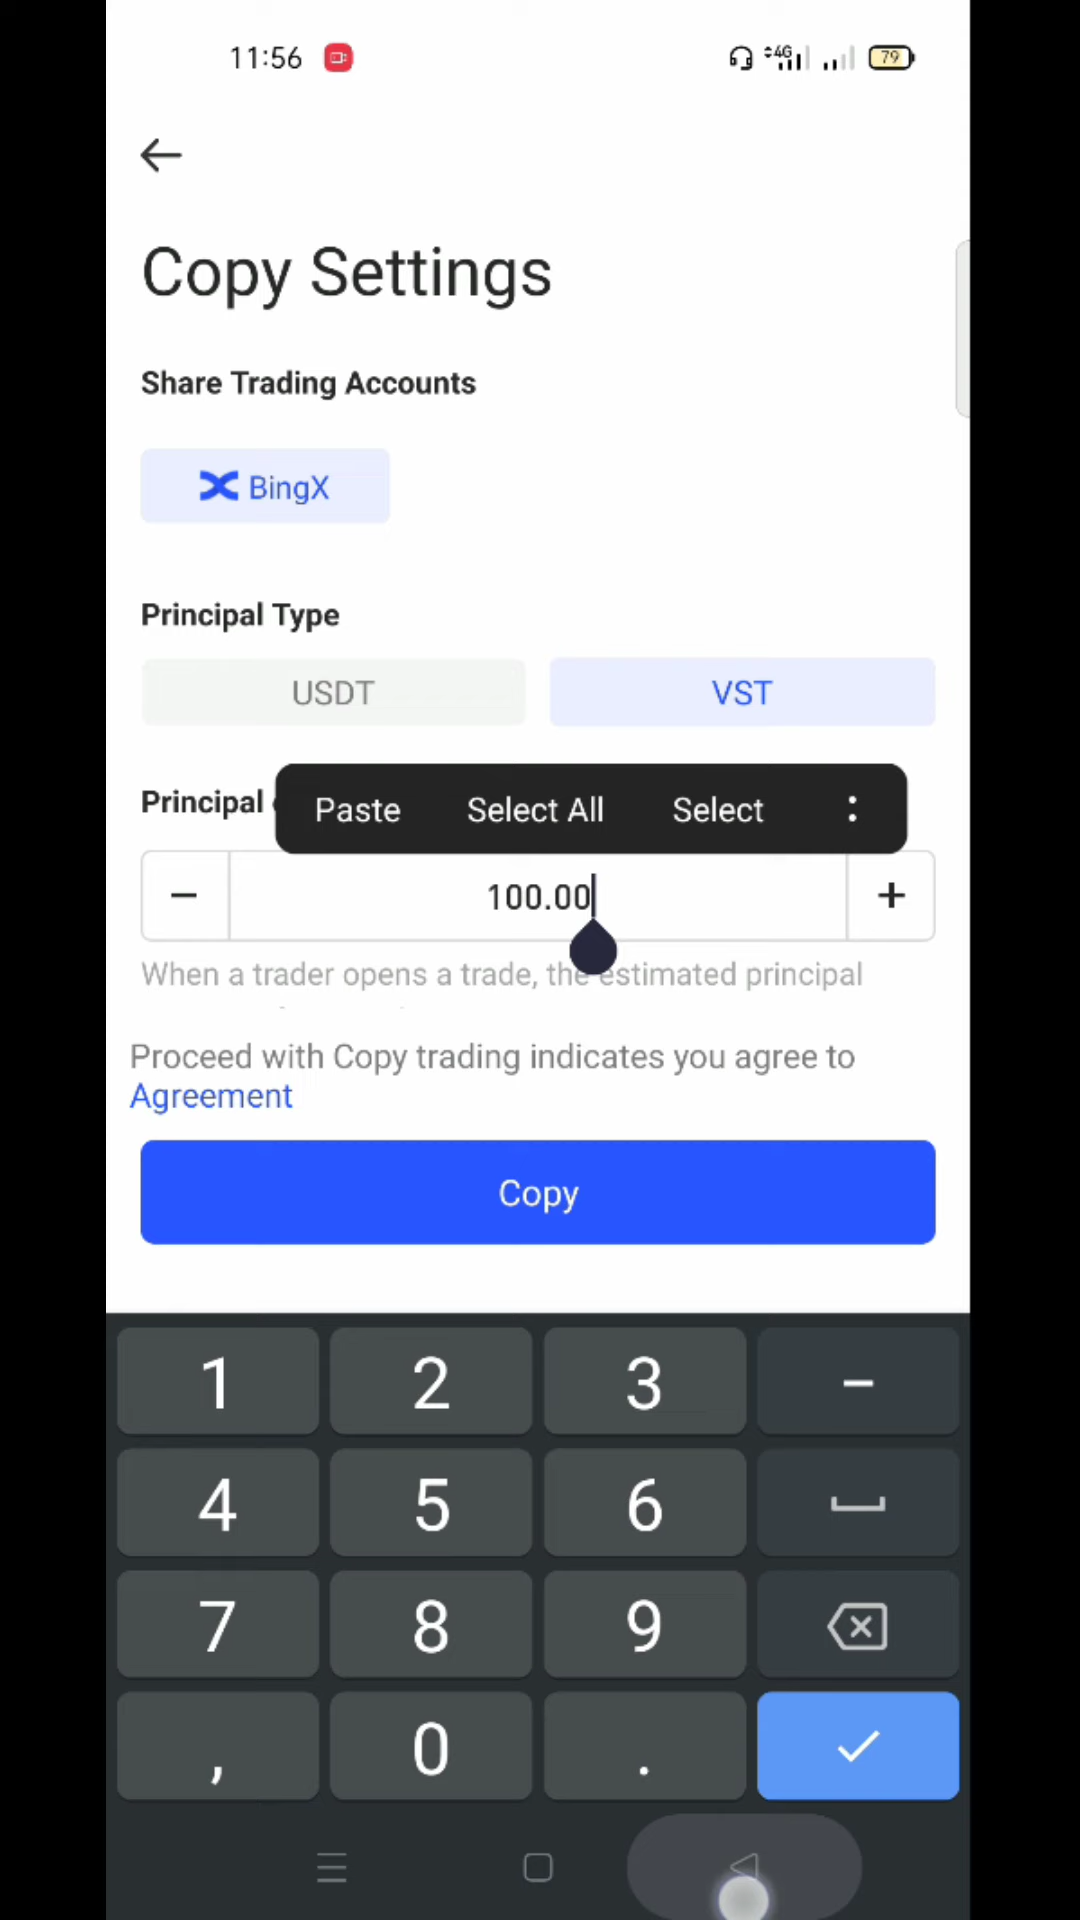 11:56
4G
79
Copy Settings
Share Trading Accounts
BingX
Principal Type
USDT
VST
Principal
Paste Select All Select
− 100.00 +
When a trader opens a trade, the estimated principal
Proceed with Copy trading indicates you agree to
Agreement
Copy
1 2 3 −
4 5 6
7 8 9
, 0 .